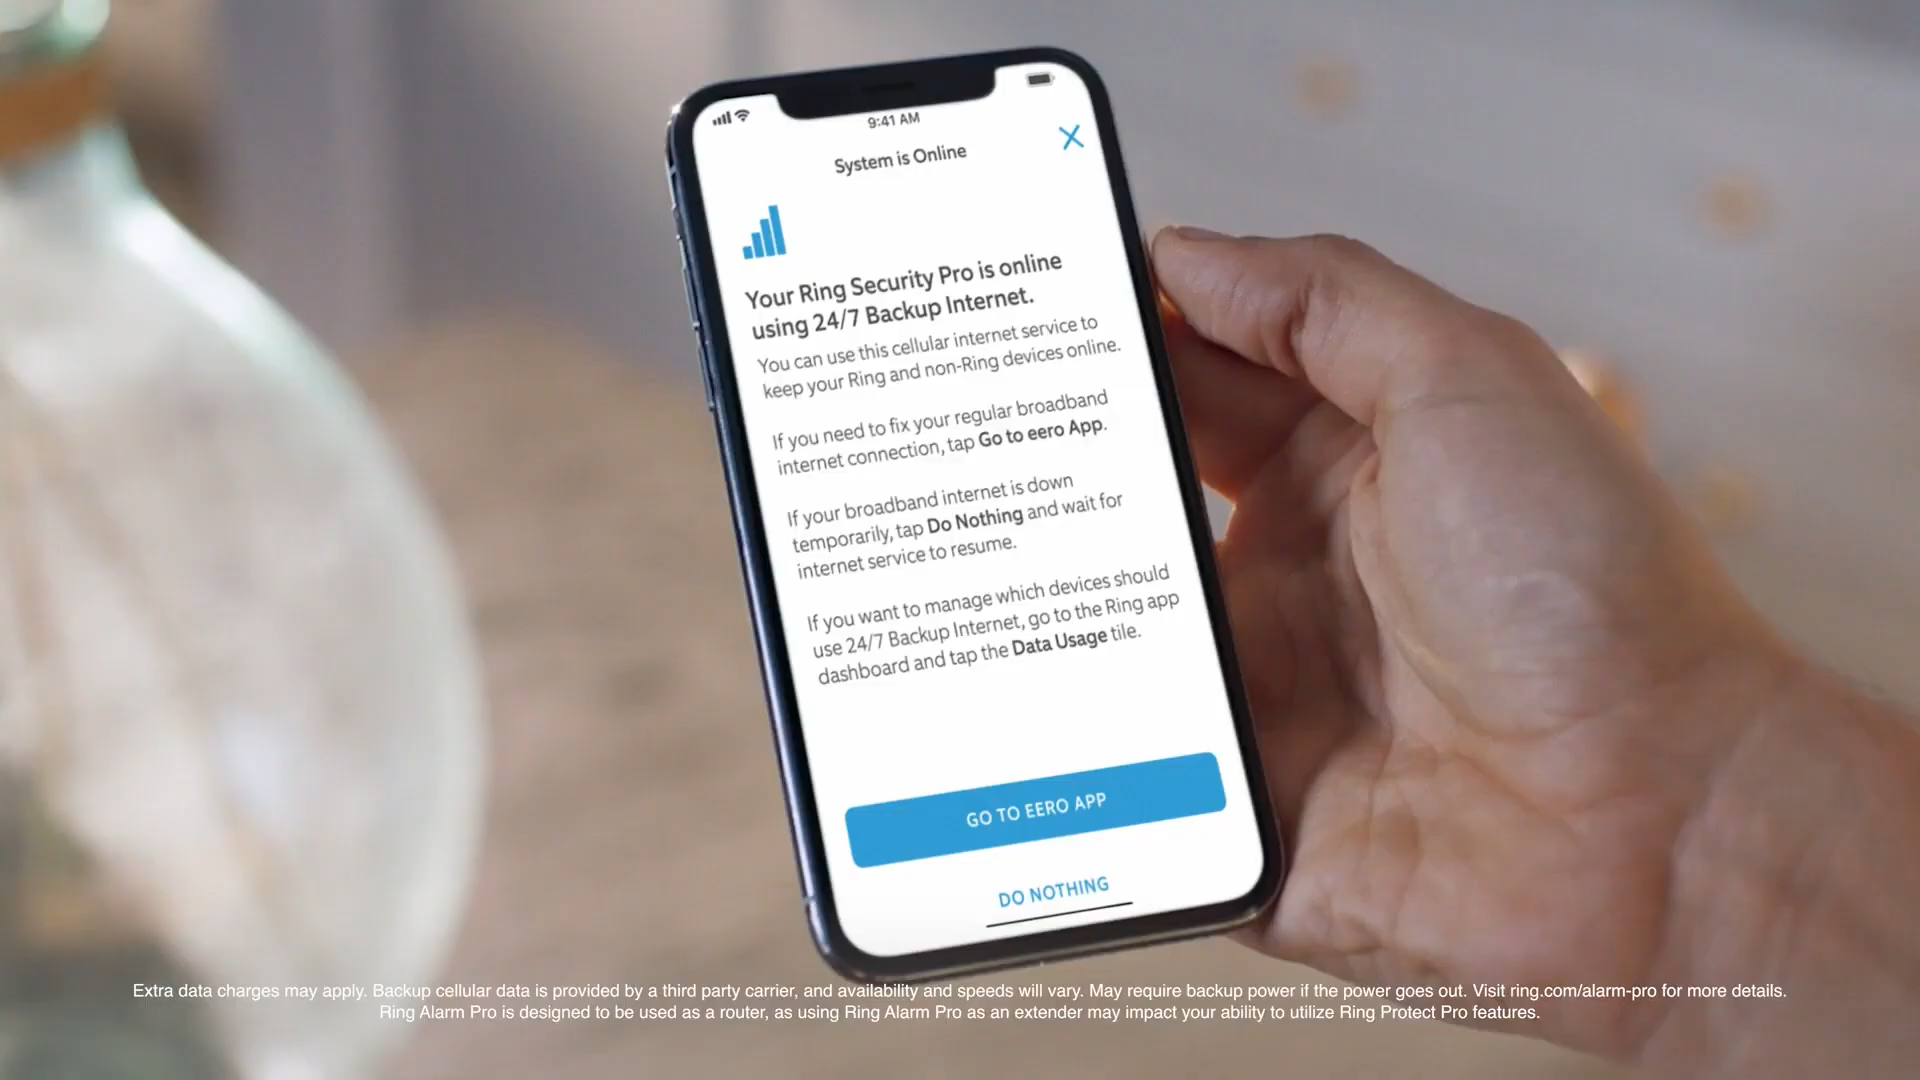 9:41 AM
System is Online
Your Ring Security Pro is online
using 24/7 Backup Internet.
You can use this cellular internet service to
keep your Ring and non-Ring devices online.
If you need to fix your regular broadband
internet connection, tap Go to eero App.
If your broadband internet is down
temporarily, tap Do Nothing and wait for
internet service to resume.
If you want to manage which devices should
use 24/7 Backup Internet, go to the Ring app
dashboard and tap the Data Usage tile.
GO TO EERO APP
DO NOTHING
Extra data charges may apply. Backup cellular data is provided by a third party carrier, and availability and speeds will vary. May require backup power if the power goes out. Visit ring.com/alarm-pro for more details.
Ring Alarm Pro is designed to be used as a router, as using Ring Alarm Pro as an extender may impact your ability to utilize Ring Protect Pro features.